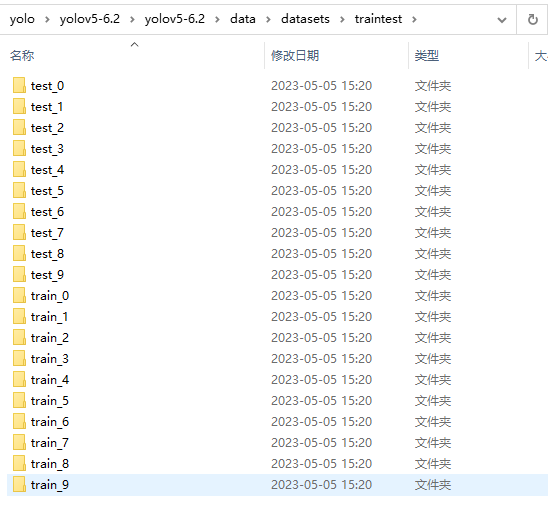 yolo > yolov5-6.2 > yolov5-6.2 > data > datasets > traintest >
名称 修改日期 类型 大
test_0 2023-05-05 15:20 文件夹
test_1 2023-05-05 15:20 文件夹
test_2 2023-05-05 15:20 文件夹
test_3 2023-05-05 15:20 文件夹
test_4 2023-05-05 15:20 文件夹
test_5 2023-05-05 15:20 文件夹
test_6 2023-05-05 15:20 文件夹
test_7 2023-05-05 15:20 文件夹
test_8 2023-05-05 15:20 文件夹
test_9 2023-05-05 15:20 文件夹
train_0 2023-05-05 15:20 文件夹
train_1 2023-05-05 15:20 文件夹
train_2 2023-05-05 15:20 文件夹
train_3 2023-05-05 15:20 文件夹
train_4 2023-05-05 15:20 文件夹
train_5 2023-05-05 15:20 文件夹
train_6 2023-05-05 15:20 文件夹
train_7 2023-05-05 15:20 文件夹
train_8 2023-05-05 15:20 文件夹
train_9 2023-05-05 15:20 文件夹